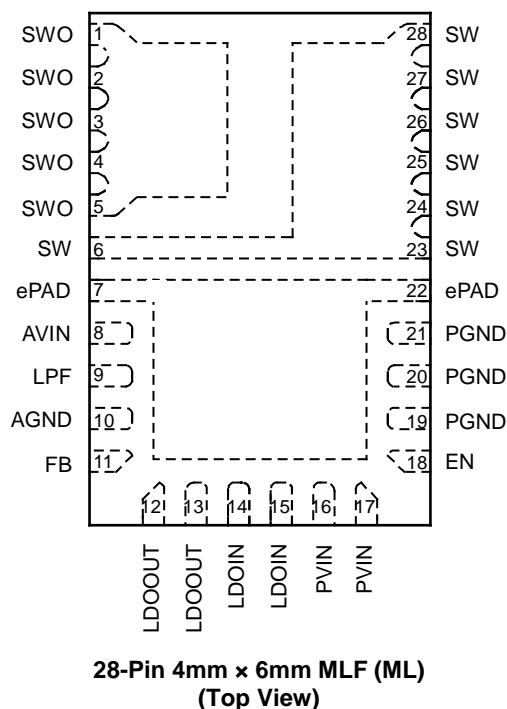 SWO 1
SWO 2
SWO 3
SWO 4
SWO 5
SW 6
ePAD 7
AVIN 8
LPF 9
AGND 10
FB 11
28 SW
27 SW
26 SW
25 SW
24 SW
23 SW
22 ePAD
21 PGND
20 PGND
19 PGND
18 EN
12 13 14 15 16 17
LDOOUT
LDOOUT
LDOIN
LDOIN
PVIN
PVIN
28-Pin 4mm × 6mm MLF (ML)
(Top View)